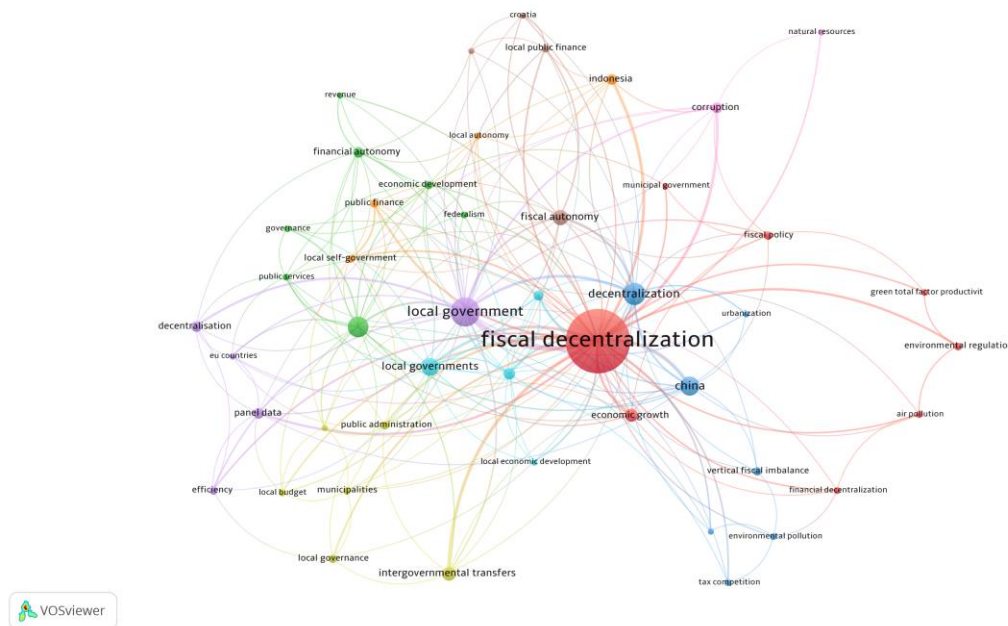 croatia
natural resources
local public finance
indonesia
revenue
corruption
local autonomy
financial autonomy
economic development
municipal government
public finance
federalism
fiscal autonomy
governance
fiscal policy
local self-government
public services
decentralization
green total factor productivit
local government
urbanization
decentralisation
fiscal decentralization
environmental regulation
eu countries
local governments
china
panel data
economic growth
air pollution
public administration
local economic development
vertical fiscal imbalance
efficiency
local budget
municipalities
financial decentralization
environmental pollution
local governance
intergovernmental transfers
tax competition
VOSviewer